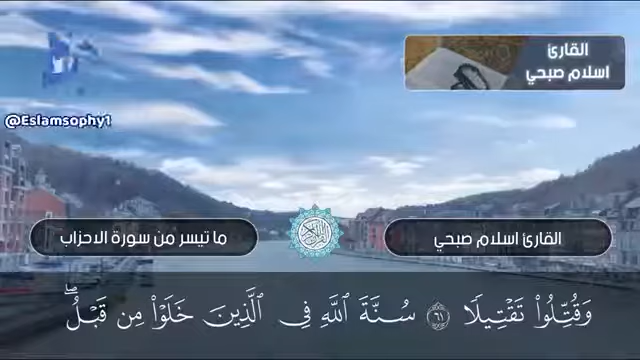 القارئ
اسلام صبحي
@Eslamsophy1
القارئ اسلام صبحي
ما تيسر من سورة الاحزاب
وَقُتِّلُوا۟ تَقْتِيلًا ٦١ سُنَّةَ ٱللَّهِ فِى ٱلَّذِينَ خَلَوْا۟ مِن قَبْلُ ۖ